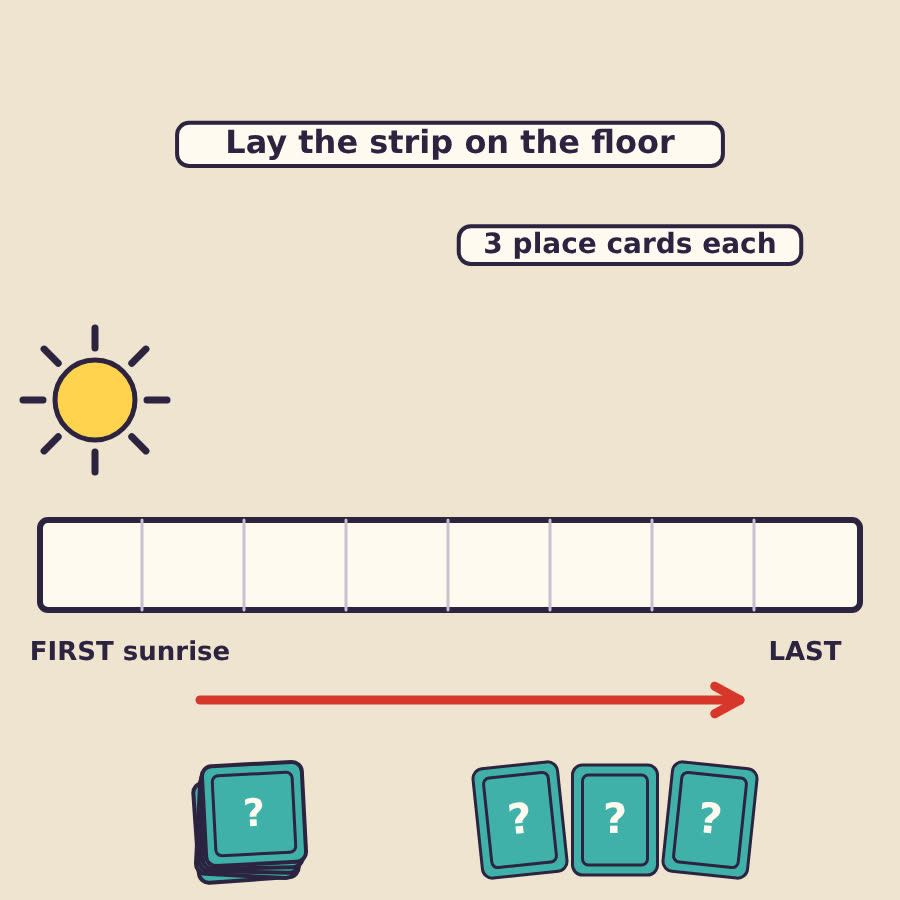 Lay the strip on the floor
3 place cards each
FIRST sunrise
LAST
?
? ? ?